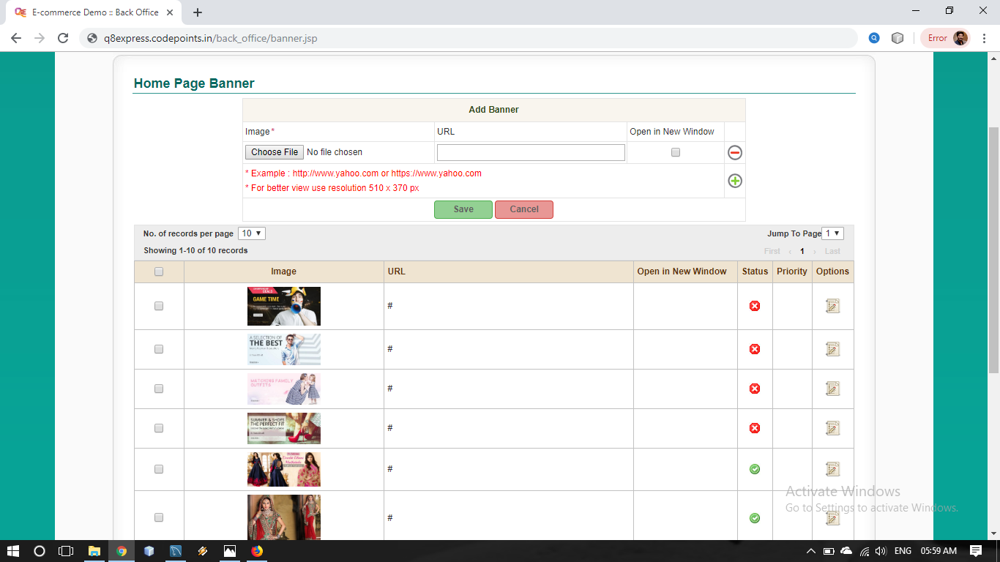 E-commerce Demo :: Back Office
q8express.codepoints.in/back_office/banner.jsp
Error
Home Page Banner
Add Banner
Image* URL Open in New Window
Choose File No file chosen
* Example : http://www.yahoo.com or https://www.yahoo.com
* For better view use resolution 510 x 370 px
Save Cancel
No. of records per page 10 Jump To Page 1
Showing 1-10 of 10 records First ‹ 1 › Last
Image URL Open in New Window Status Priority Options
DEALS
GAME TIME
#
A SELECTION OF
THE BEST
#
MATCHING FAMILY
OUTFITS
#
SUMMER & SHOES
THE PERFECT FIT
#
#
#
Activate Windows
Go to Settings to activate Windows.
ENG 05:59 AM